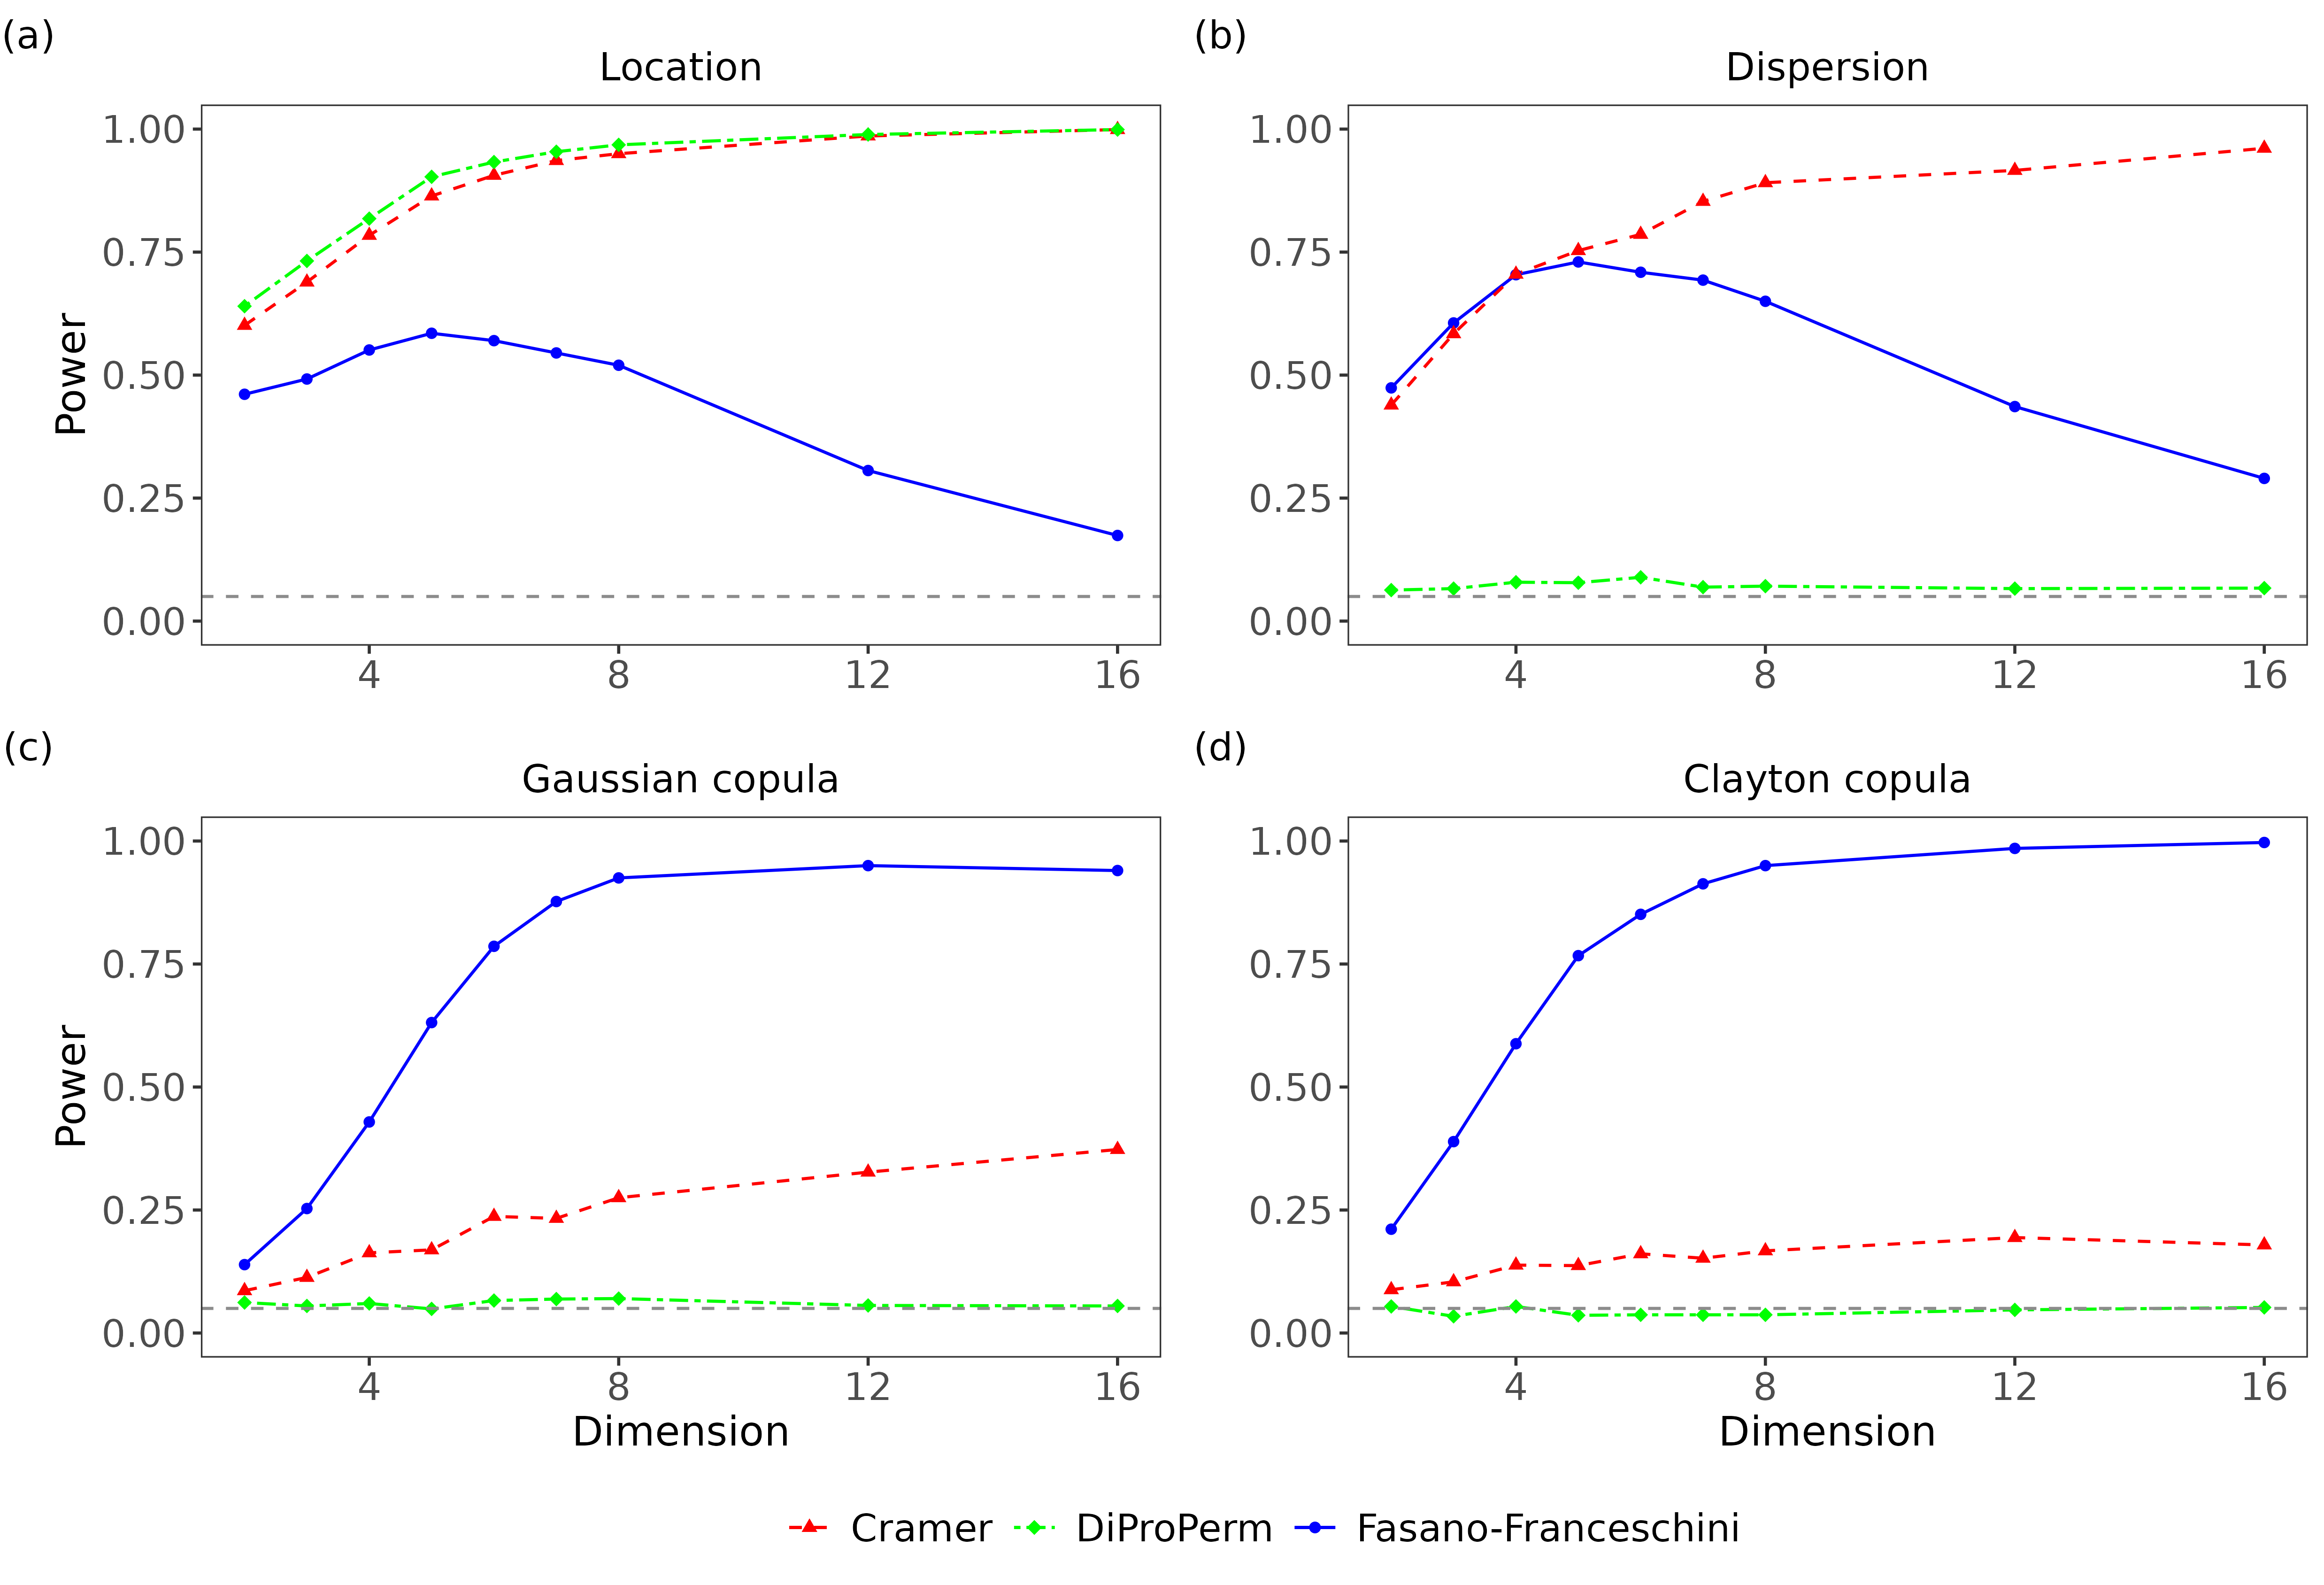 (a)
Location
Power
1.00
0.75
0.50
0.25
0.00
4 8 12 16
(b)
Dispersion
1.00
0.75
0.50
0.25
0.00
4 8 12 16
(c)
Gaussian copula
Power
1.00
0.75
0.50
0.25
0.00
4 8 12 16
Dimension
(d)
Clayton copula
1.00
0.75
0.50
0.25
0.00
4 8 12 16
Dimension
Cramer DiProPerm Fasano-Franceschini